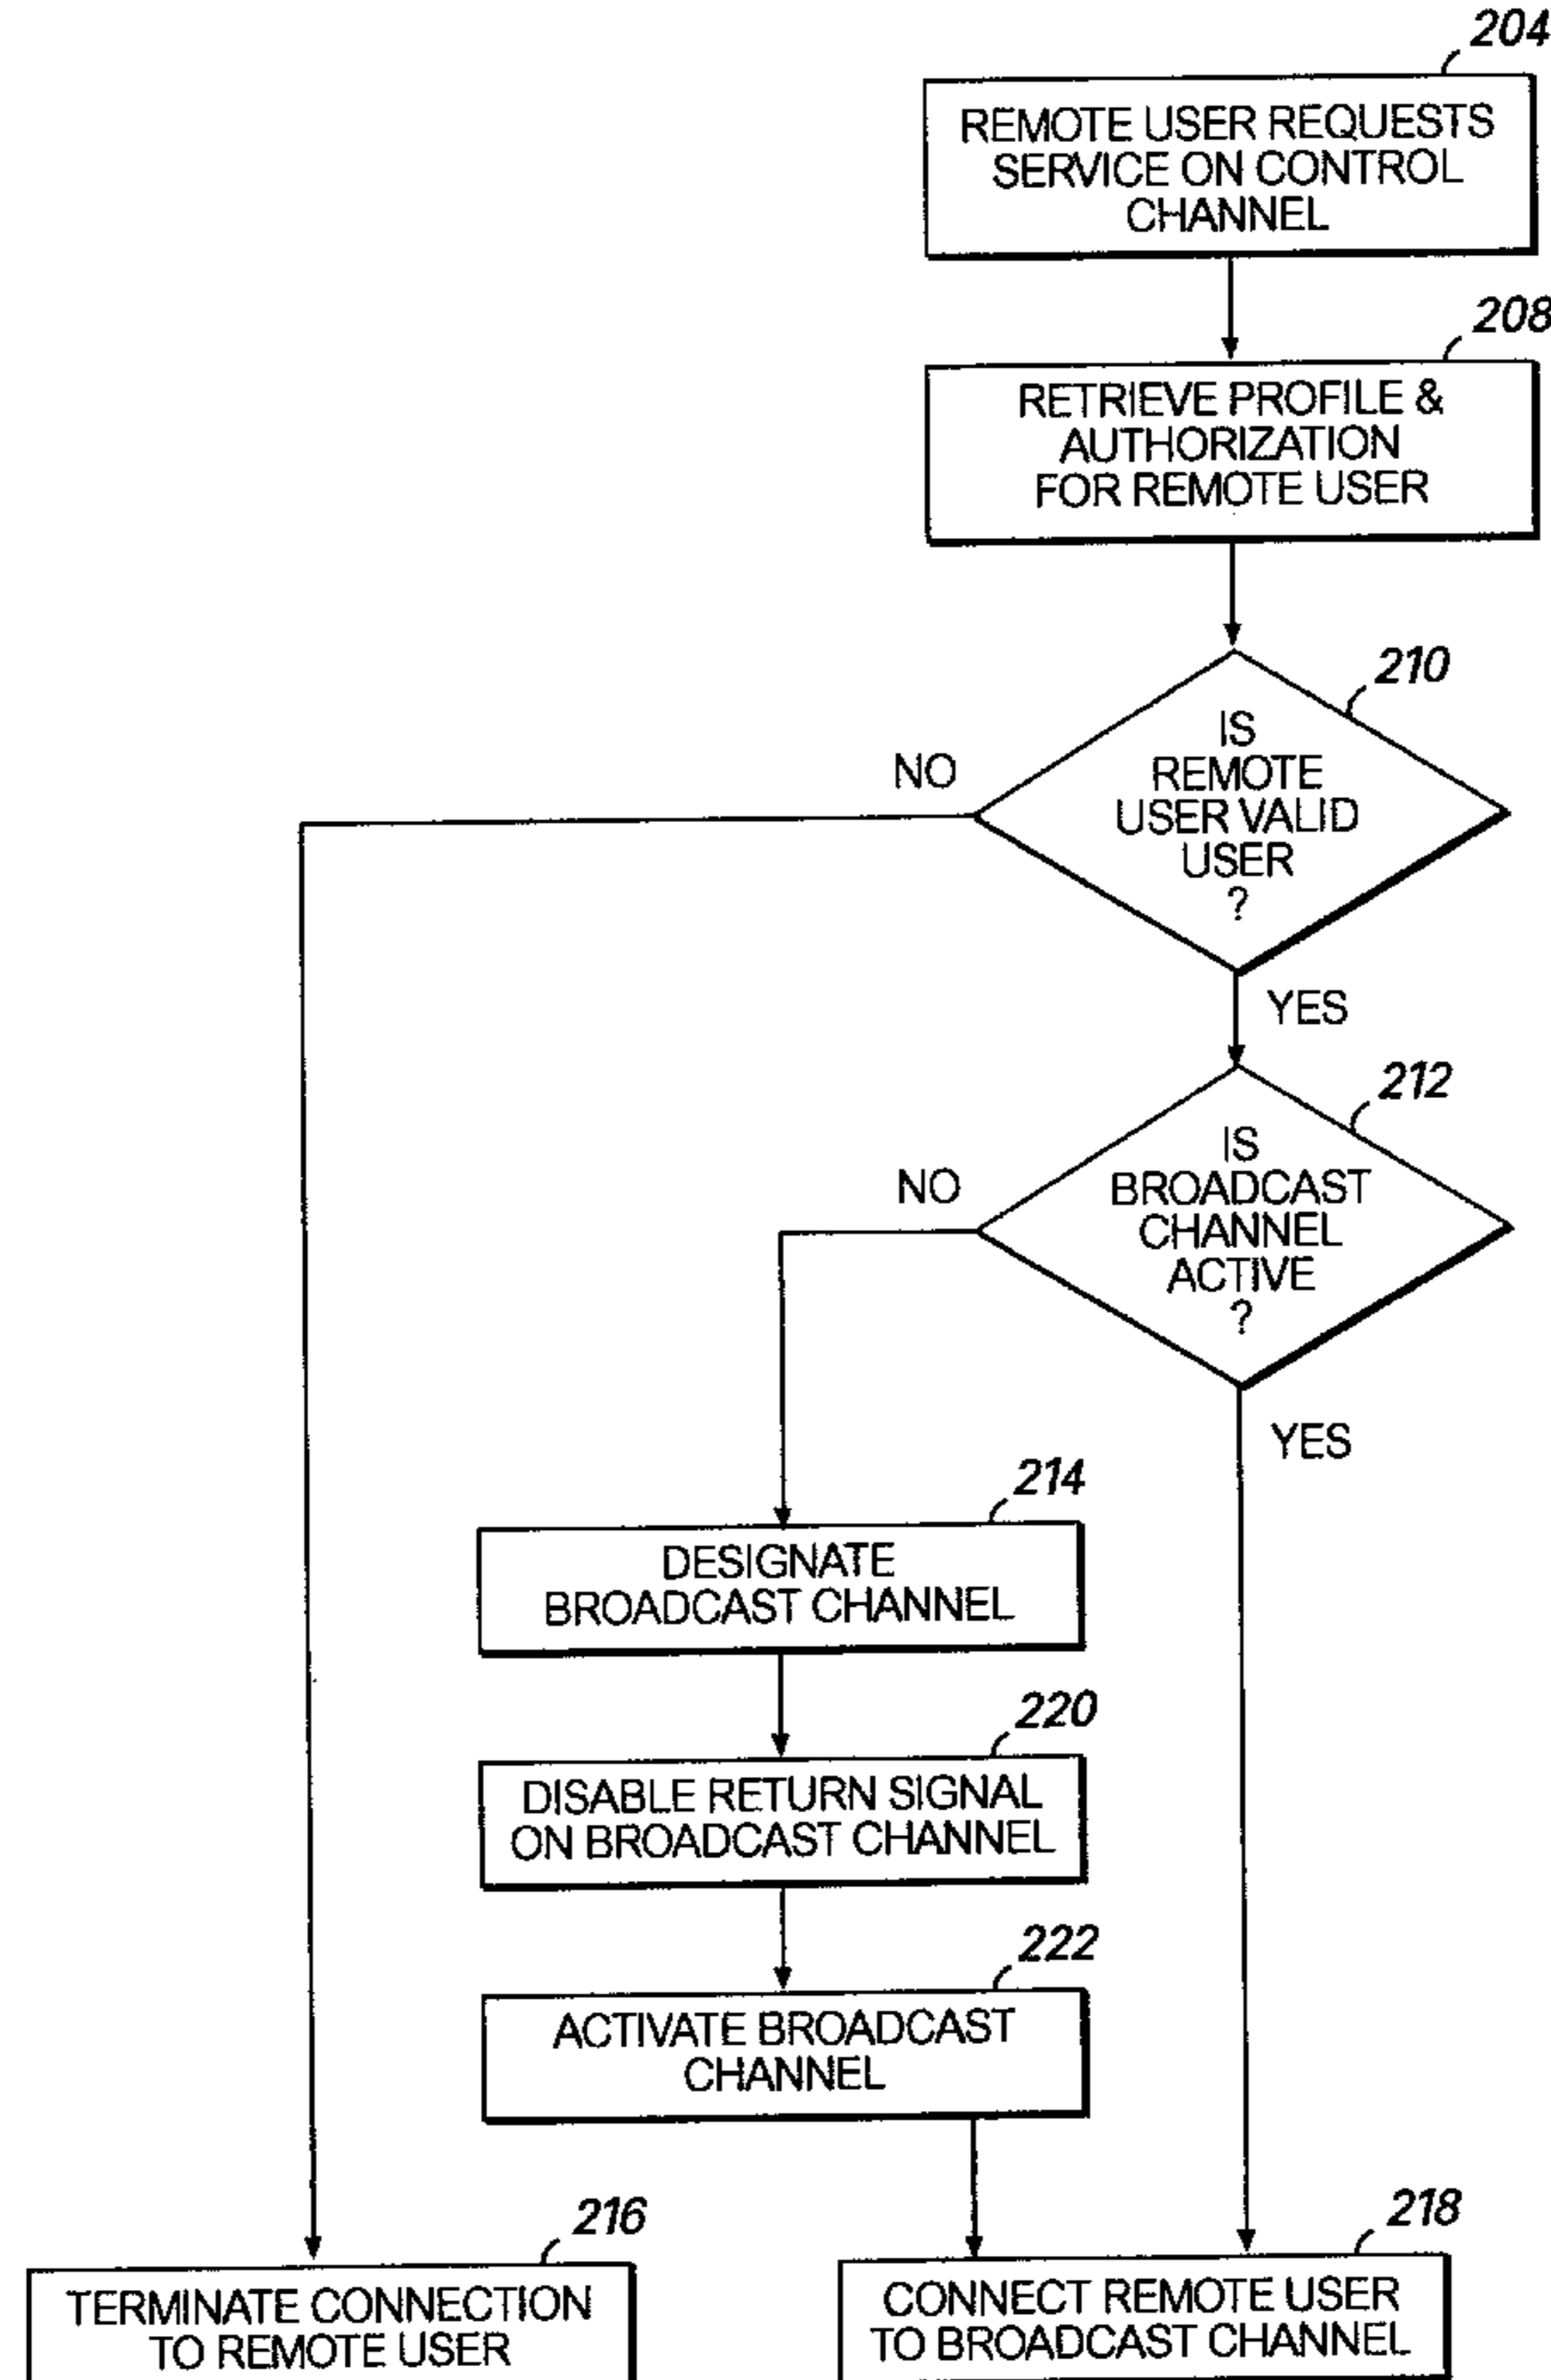 204
REMOTE USER REQUESTS
SERVICE ON CONTROL
CHANNEL
208
RETRIEVE PROFILE &
AUTHORIZATION
FOR REMOTE USER
210
IS
REMOTE
USER VALID
USER
?
NO
YES
212
IS
BROADCAST
CHANNEL
ACTIVE
?
NO
YES
214
DESIGNATE
BROADCAST CHANNEL
220
DISABLE RETURN SIGNAL
ON BROADCAST CHANNEL
222
ACTIVATE BROADCAST
CHANNEL
216
TERMINATE CONNECTION
TO REMOTE USER
218
CONNECT REMOTE USER
TO BROADCAST CHANNEL